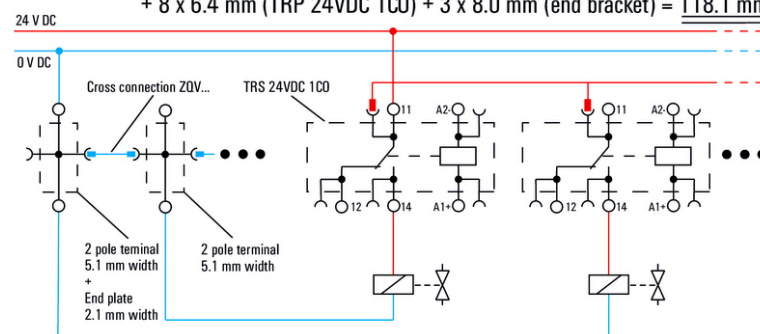 + 8 x 6.4 mm (TRP 24VDC 1CO) + 3 x 8.0 mm (end bracket) = 118.1 mm
24 V DC
0 V DC
Cross connection ZQV...
TRS 24VDC 1CO
11
A2-
11
A2-
12
14
A1+
12
14
A1+
2 pole teminal
5.1 mm width
+
End plate
2.1 mm width
2 pole terminal
5.1 mm width